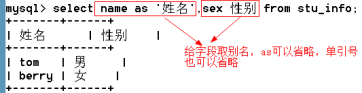 mysql> select name as '姓名',sex 性别 from stu_info;
+-------+------+
| 姓名 | 性别 |
+-------+------+
| tom | 男 |
| berry | 女 |
给字段取别名，as可以省略，单引号
也可以省略